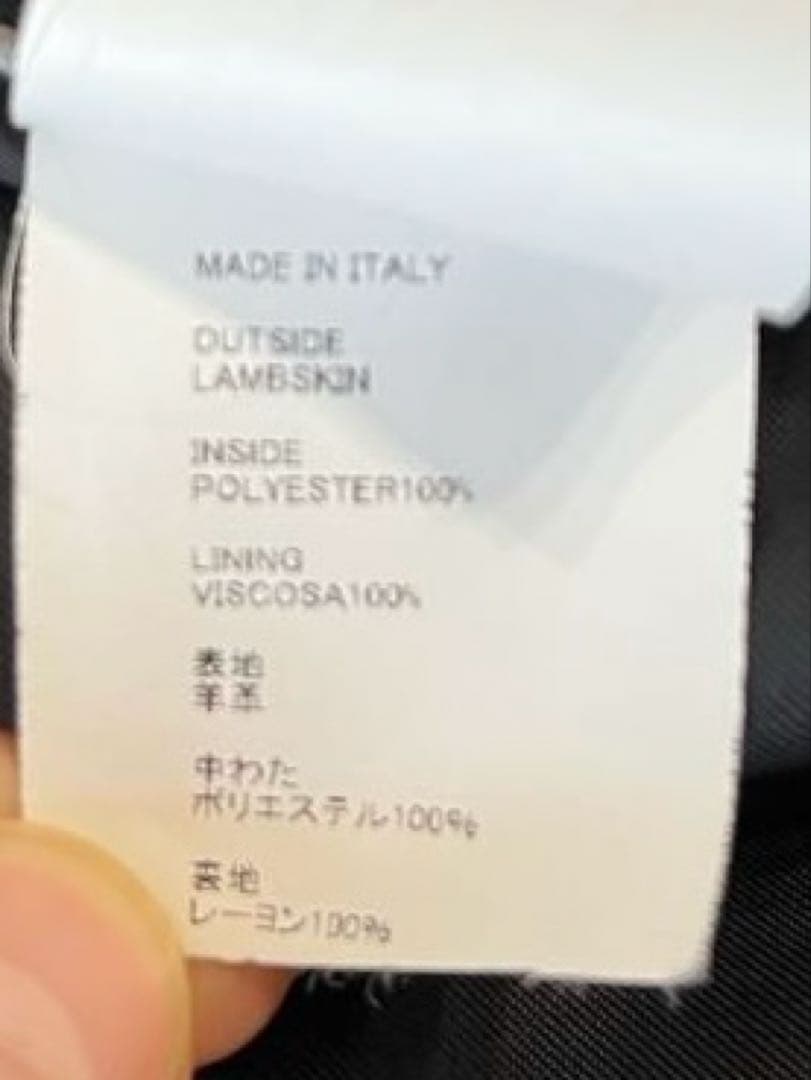 MADE IN ITALY
OUTSIDE
LAMBSKIN
INSIDE
POLYESTER100%
LINING
VISCOSA100%
表地
羊革
中わた
ポリエステル100%
裏地
レーヨン100%